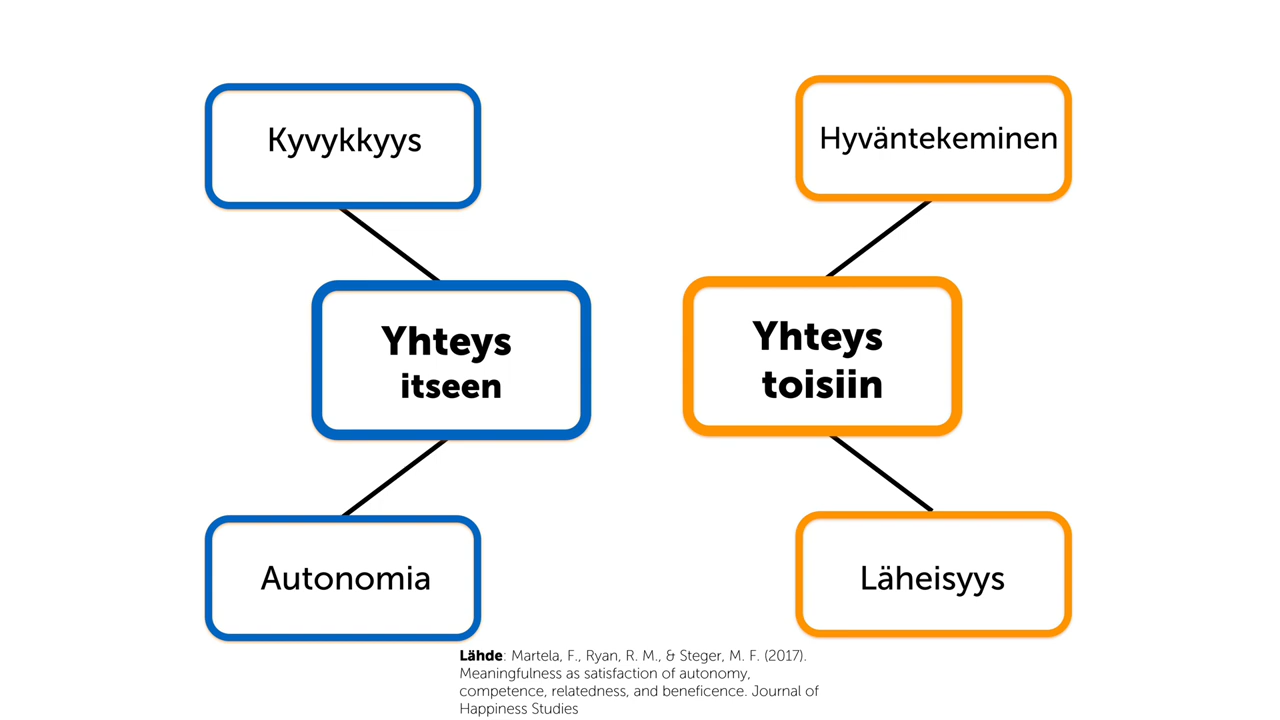 Kyvykkyys
Hyväntekeminen
Yhteys
itseen
Yhteys
toisiin
Autonomia
Läheisyys
Lähde: Martela, F., Ryan, R. M., & Steger, M. F. (2017).
Meaningfulness as satisfaction of autonomy,
competence, relatedness, and beneficence. Journal of
Happiness Studies